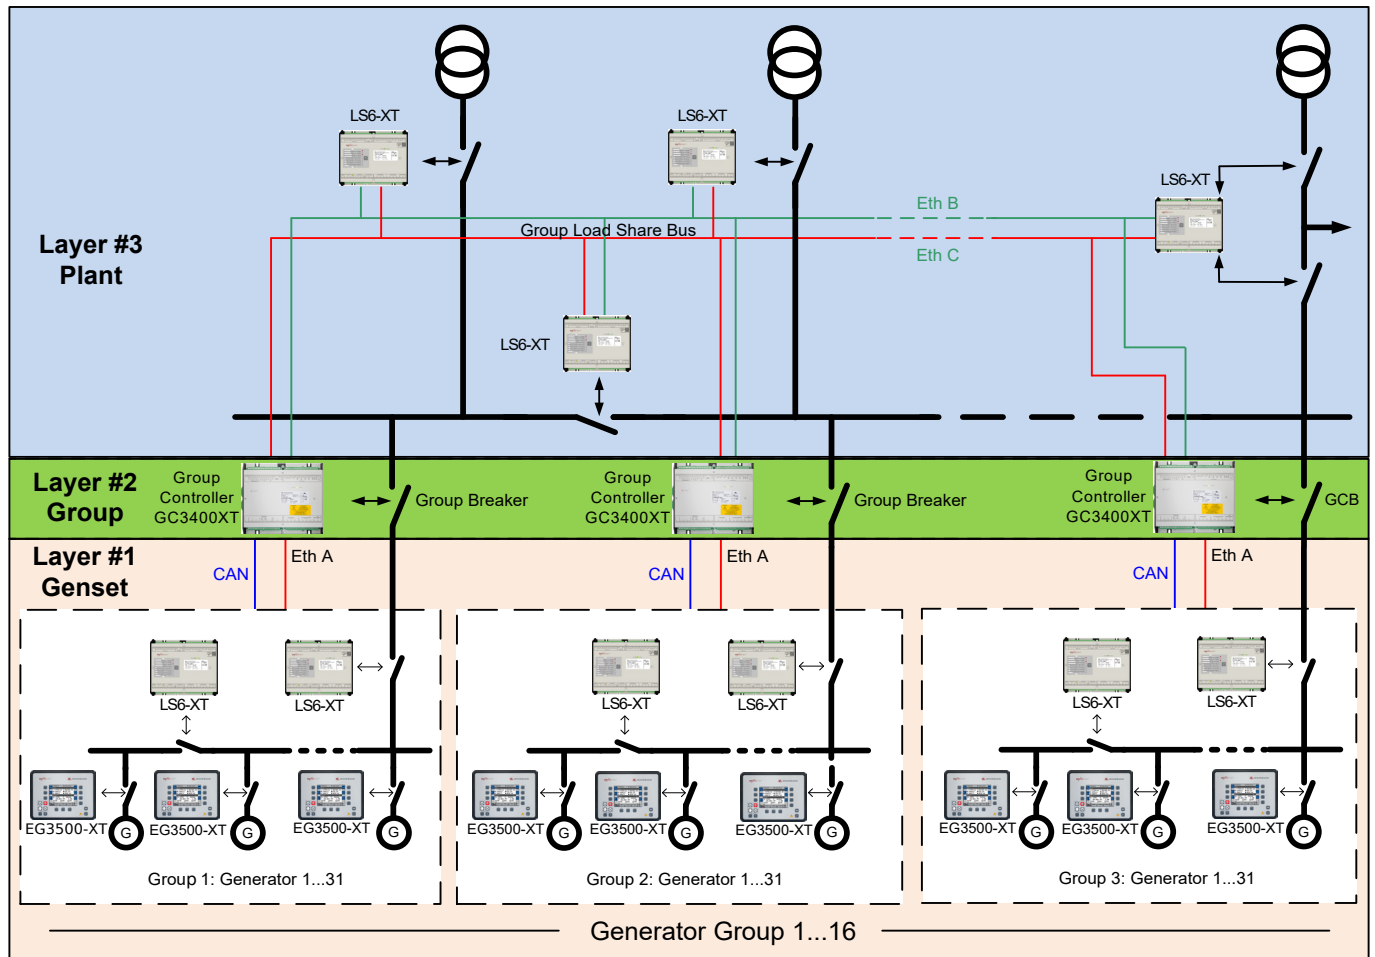 LS6-XT
LS6-XT
LS6-XT
Eth B
Group Load Share Bus
Eth C
Layer #3
Plant
LS6-XT
Layer #2
Group
Group
Controller
GC3400XT
Group Breaker
Group
Controller
GC3400XT
Group Breaker
Group
Controller
GC3400XT
GCB
Layer #1
Genset
CAN
Eth A
CAN
Eth A
CAN
Eth A
LS6-XT
LS6-XT
LS6-XT
LS6-XT
LS6-XT
LS6-XT
EG3500-XT
G
EG3500-XT
G
EG3500-XT
G
EG3500-XT
G
EG3500-XT
G
EG3500-XT
G
EG3500-XT
G
EG3500-XT
G
EG3500-XT
G
Group 1: Generator 1...31
Group 2: Generator 1...31
Group 3: Generator 1...31
Generator Group 1...16